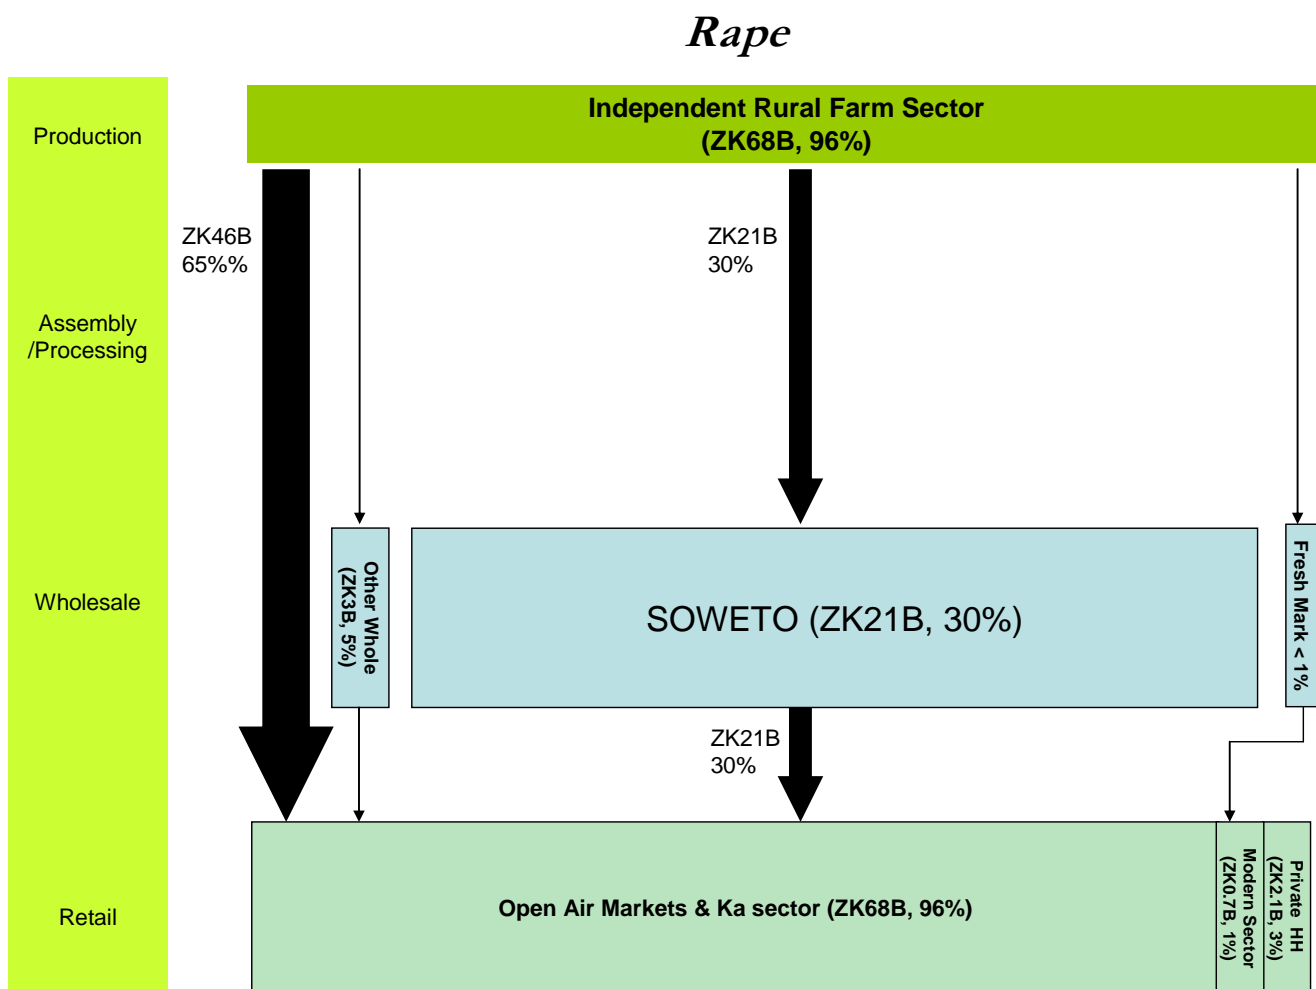 Rape
Production
Independent Rural Farm Sector
(ZK68B, 96%)
ZK46B
65%%
ZK21B
30%
Assembly
/Processing
Wholesale
Other Whole
(ZK3B, 5%)
SOWETO (ZK21B, 30%)
Fresh Mark < 1%
ZK21B
30%
Retail
Open Air Markets & Ka sector (ZK68B, 96%)
Modern Sector
(ZK0.7B, 1%)
Private HH
(ZK2.1B, 3%)